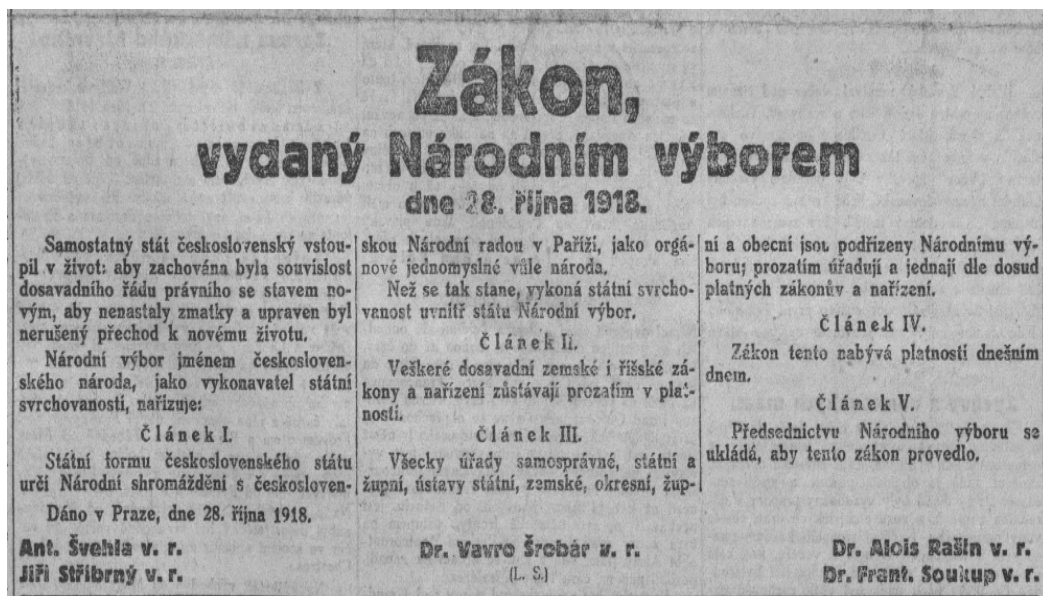 Zákon,
vydaný Národním výborem
dne 28. října 1918.
Samostatný stát československý vstou-
pil v život: aby zachována byla souvislost
dosavadního řádu právního se stavem no-
vým, aby nenastaly zmatky a upraven byl
nerušený přechod k novému životu.
Národní výbor jménem českosloven-
ského národa, jako vykonavatel státní
svrchovanosti, nařizuje:
Článek I.
Státní formu československého státu
určí Národní shromáždění s českosloven-
skou Národní radou v Paříži, jako orgá-
nové jednomyslné vůle národa.
Než se tak stane, vykoná státní svrcho-
vanost uvnitř státu Národní výbor.
Článek II.
Veškeré dosavadní zemské i říšské zá-
kony a nařízení zůstávají prozatím v plat-
nosti.
Článek III.
Všecky úřady samosprávné, státní a
župní, ústavy státní, zemské, okresní, žup-
ní a obecní jsou podřízeny Národnímu vý-
boru; prozatím úřadují a jednají dle dosud
platných zákonův a nařízení.
Článek IV.
Zákon tento nabývá platnosti dnešním
dnem.
Článek V.
Předsednictvu Národního výboru se
ukládá, aby tento zákon provedlo.
Dáno v Praze, dne 28. října 1918.
Ant. Švehla v. r.
Jiří Stříbrný v. r.
Dr. Vavro Šrobár v. r.
(L. S.)
Dr. Alois Rašín v. r.
Dr. Frant. Soukup v. r.